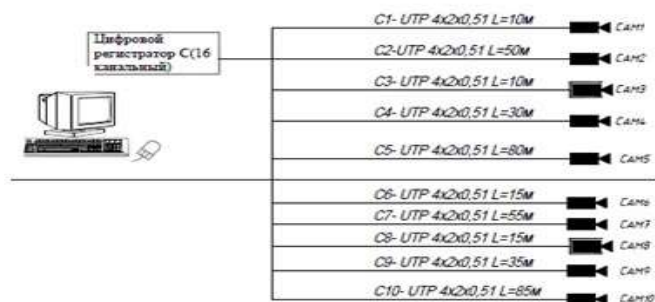 Цифровой
регистратор С(16
канальный)
C1- UTP 4x2x0,51 L=10м
CAM1
C2-UTP 4x2x0,51 L=50м
CAM2
C3- UTP 4x2x0,51 L=10м
CAM3
C4- UTP 4x2x0,51 L=30м
CAM4
C5- UTP 4x2x0,51 L=80м
CAM5
C6- UTP 4x2x0,51 L=15м
CAM6
C7- UTP 4x2x0,51 L=55м
CAM7
C8- UTP 4x2x0,51 L=15м
CAM8
C9- UTP 4x2x0,51 L=35м
CAM9
C10- UTP 4x2x0,51 L=85м
CAM10